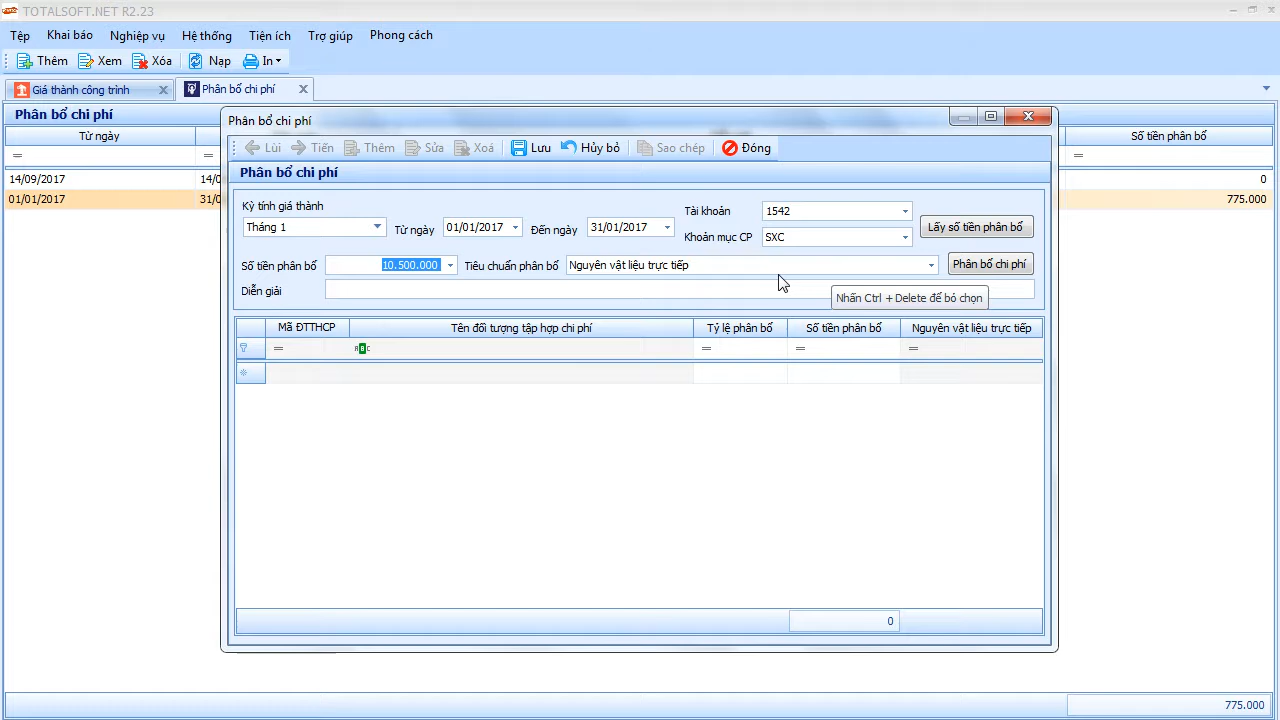 TOTALSOFT.NET R2.23
Tệp Khai báo Nghiệp vụ Hệ thống Tiện ích Trợ giúp Phong cách
Thêm Xem Xóa Nạp In
Giá thành công trình Phân bổ chi phí
Phân bổ chi phí
Từ ngày Số tiền phân bổ
= = =
14/09/2017 14/0 0
01/01/2017 31/0 775.000
Phân bổ chi phí
Lùi Tiến Thêm Sửa Xoá Lưu Hủy bỏ Sao chép Đóng
Phân bổ chi phí
Kỳ tính giá thành
Tháng 1 Từ ngày 01/01/2017 Đến ngày 31/01/2017
Tài khoản 1542
Khoản mục CP SXC
Lấy số tiền phân bổ
Số tiền phân bổ 10.500.000 Tiêu chuẩn phân bổ Nguyên vật liệu trực tiếp Phân bổ chi phí
Diễn giải
Nhấn Ctrl + Delete để bỏ chọn
Mã ĐTTHCP Tên đối tượng tập hợp chi phí Tỷ lệ phân bổ Số tiền phân bổ Nguyên vật liệu trực tiếp
= ABC = = =
0
775.000